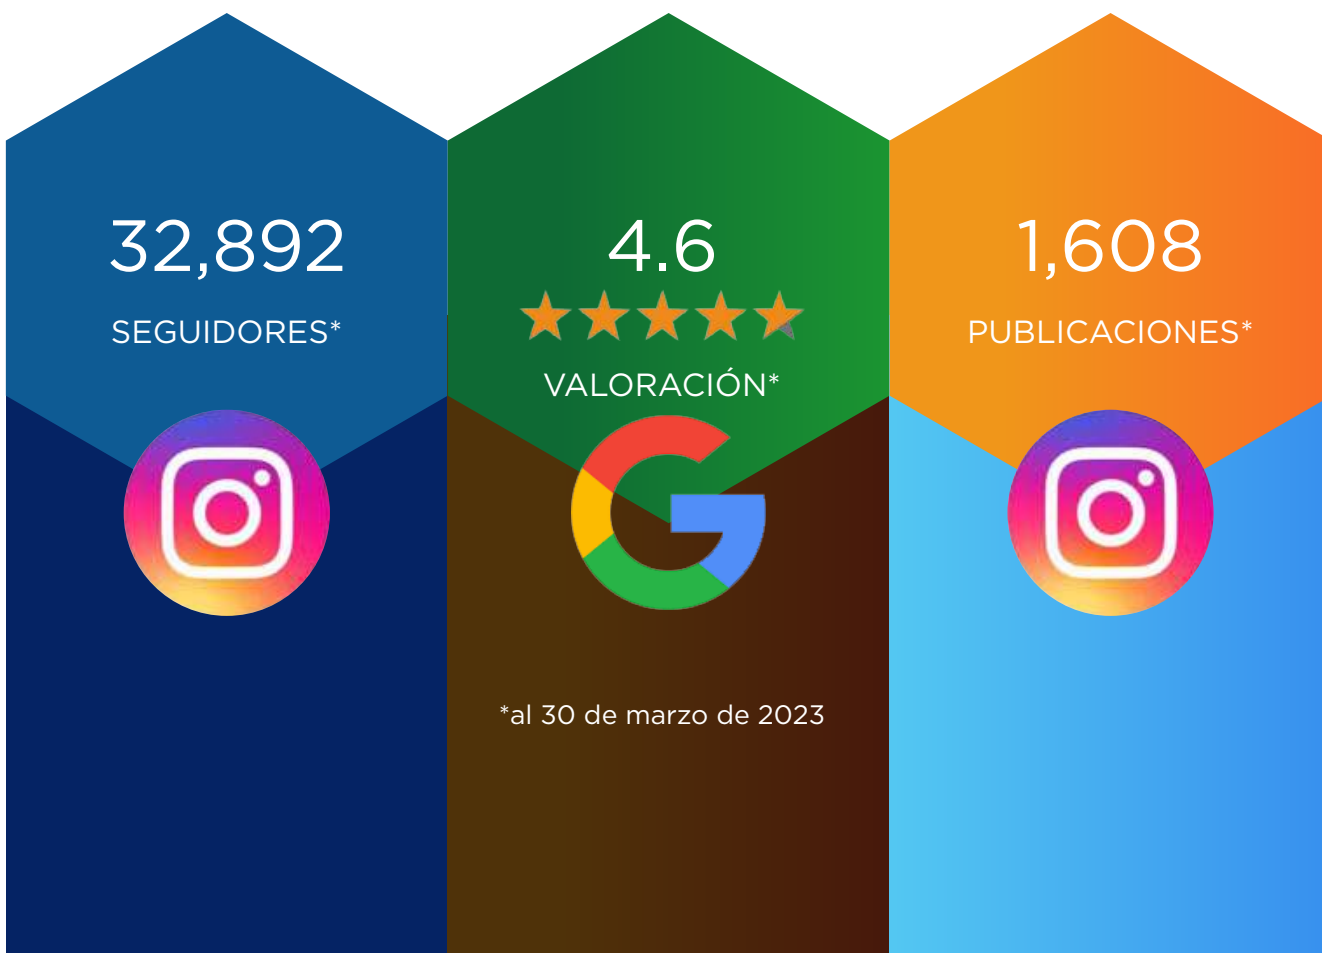 32,892
SEGUIDORES*
4.6
VALORACIÓN*
1,608
PUBLICACIONES*
*al 30 de marzo de 2023